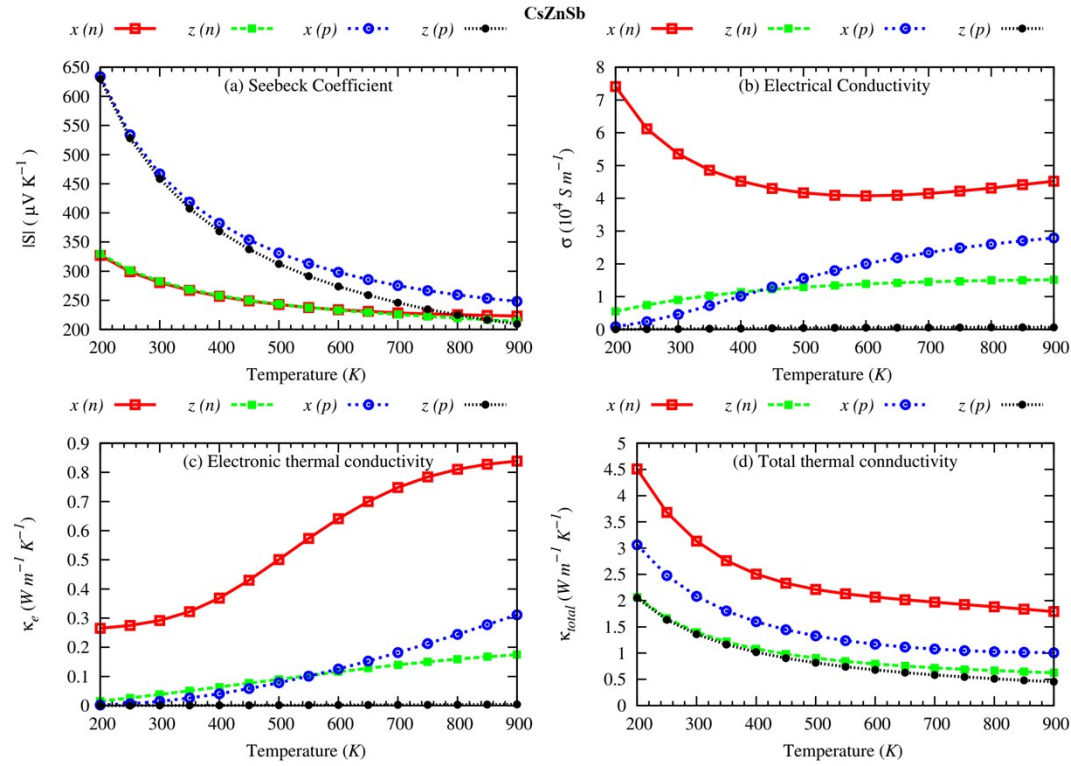 CsZnSb
x (n) z (n) x (p) z (p)
x (n) z (n) x (p) z (p)
(a) Seebeck Coefficient
|S| ( μV K⁻¹)
650
600
550
500
450
400
350
300
250
200
200 300 400 500 600 700 800 900
Temperature (K)
(b) Electrical Conductivity
σ (10⁴ S m⁻¹)
8
7
6
5
4
3
2
1
0
200 300 400 500 600 700 800 900
Temperature (K)
x (n) z (n) x (p) z (p)
x (n) z (n) x (p) z (p)
(c) Electronic thermal conductivity
κₑ (W m⁻¹ K⁻¹)
0.9
0.8
0.7
0.6
0.5
0.4
0.3
0.2
0.1
0
200 300 400 500 600 700 800 900
Temperature (K)
(d) Total thermal connductivity
κ_total (W m⁻¹ K⁻¹)
5
4.5
4
3.5
3
2.5
2
1.5
1
0.5
0
200 300 400 500 600 700 800 900
Temperature (K)